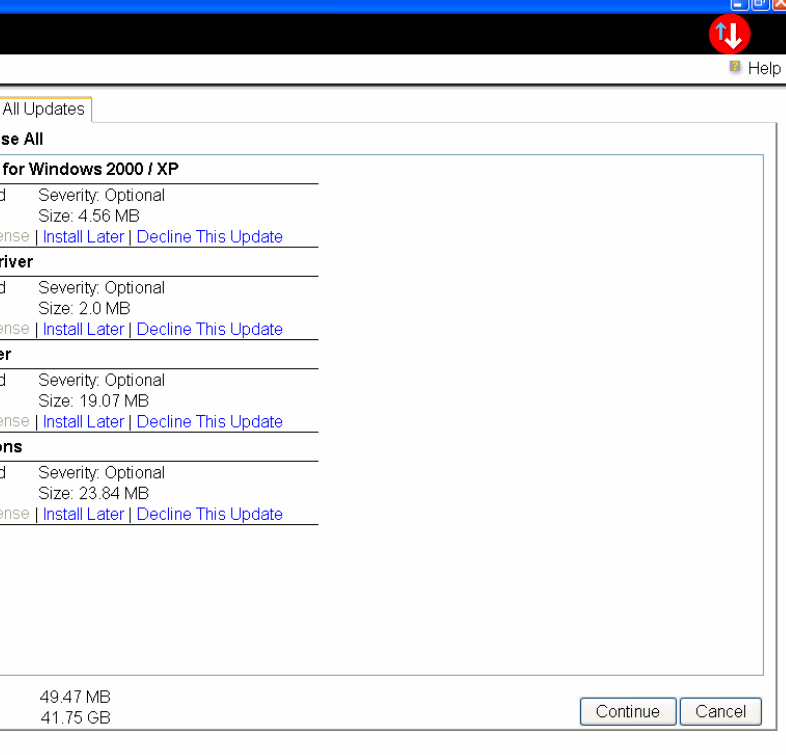 Help
All Updates
se All
for Windows 2000 / XP
d Severity: Optional
Size: 4.56 MB
ense | Install Later | Decline This Update
river
d Severity: Optional
Size: 2.0 MB
ense | Install Later | Decline This Update
er
d Severity: Optional
Size: 19.07 MB
ense | Install Later | Decline This Update
ons
d Severity: Optional
Size: 23.84 MB
ense | Install Later | Decline This Update
49.47 MB
41.75 GB
Continue Cancel